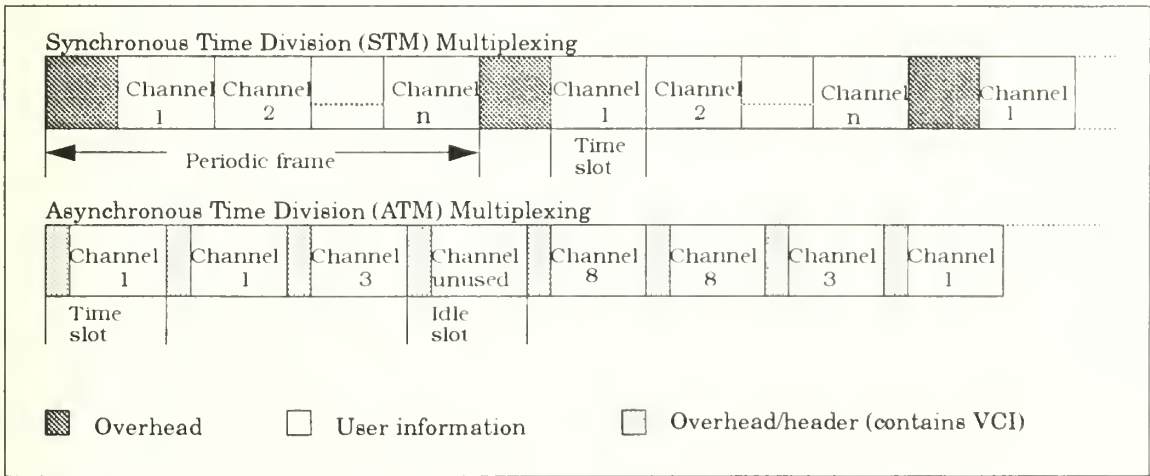 Synchronous Time Division (STM) Multiplexing
Channel 1 Channel 2 Channel n Channel 1 Channel 2 Channel n Channel 1
Periodic frame Time slot
Asynchronous Time Division (ATM) Multiplexing
Channel 1 Channel 1 Channel 3 Channel unused Channel 8 Channel 8 Channel 3 Channel 1
Time slot Idle slot
Overhead User information Overhead/header (contains VCI)